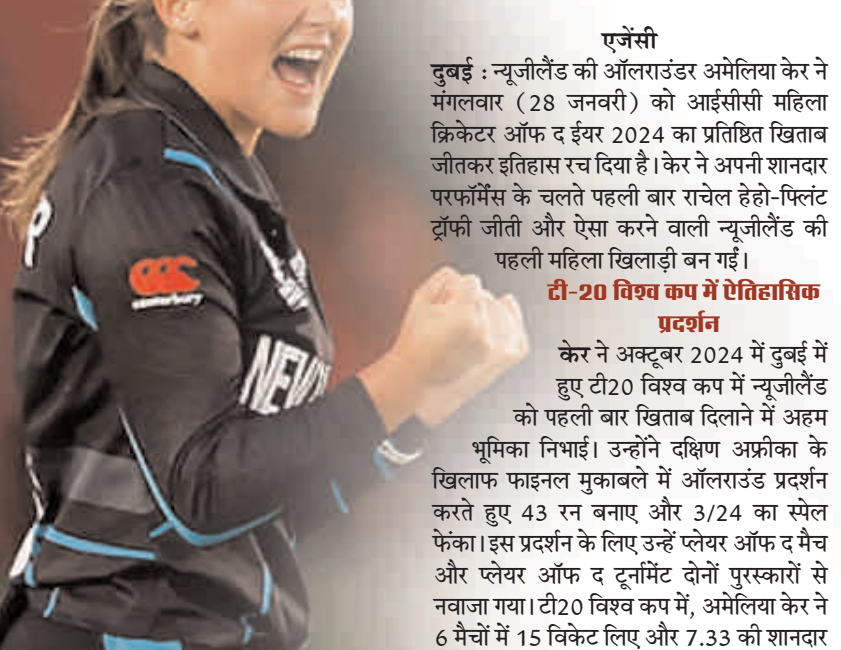 एजेंसी
दुबई : न्यूजीलैंड की ऑलराउंडर अमेलिया केर ने
मंगलवार (28 जनवरी) को आईसीसी महिला
क्रिकेटर ऑफ द ईयर 2024 का प्रतिष्ठित खिताब
जीतकर इतिहास रच दिया है। केर ने अपनी शानदार
परफॉर्मेंस के चलते पहली बार राचेल हेहो-फ्लिंट
ट्रॉफी जीती और ऐसा करने वाली न्यूजीलैंड की
पहली महिला खिलाड़ी बन गईं।
टी-20 विश्व कप में ऐतिहासिक
प्रदर्शन
केर ने अक्टूबर 2024 में दुबई में
हुए टी20 विश्व कप में न्यूजीलैंड
को पहली बार खिताब दिलाने में अहम
भूमिका निभाई। उन्होंने दक्षिण अफ्रीका के
खिलाफ फाइनल मुकाबले में ऑलराउंड प्रदर्शन
करते हुए 43 रन बनाए और 3/24 का स्पेल
फेंका। इस प्रदर्शन के लिए उन्हें प्लेयर ऑफ द मैच
और प्लेयर ऑफ द टूर्नामेंट दोनों पुरस्कारों से
नवाजा गया। टी20 विश्व कप में, अमेलिया केर ने
6 मैचों में 15 विकेट लिए और 7.33 की शानदार
canterbury
NEW